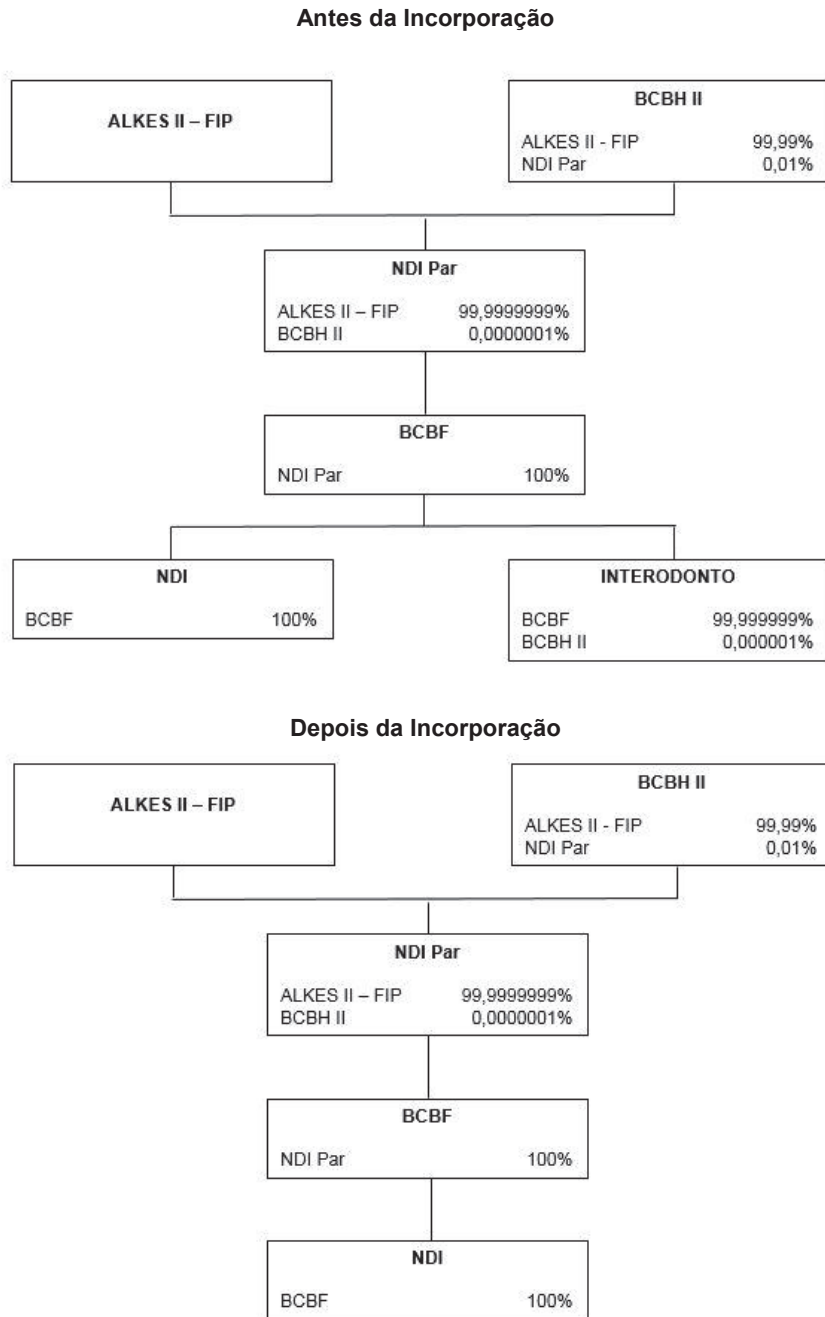 Antes da Incorporação
ALKES II – FIP
BCBH II
ALKES II - FIP 99,99%
NDI Par 0,01%
NDI Par
ALKES II – FIP 99,9999999%
BCBH II 0,0000001%
BCBF
NDI Par 100%
NDI
BCBF 100%
INTERODONTO
BCBF 99,999999%
BCBH II 0,000001%
Depois da Incorporação
ALKES II – FIP
BCBH II
ALKES II - FIP 99,99%
NDI Par 0,01%
NDI Par
ALKES II – FIP 99,9999999%
BCBH II 0,0000001%
BCBF
NDI Par 100%
NDI
BCBF 100%